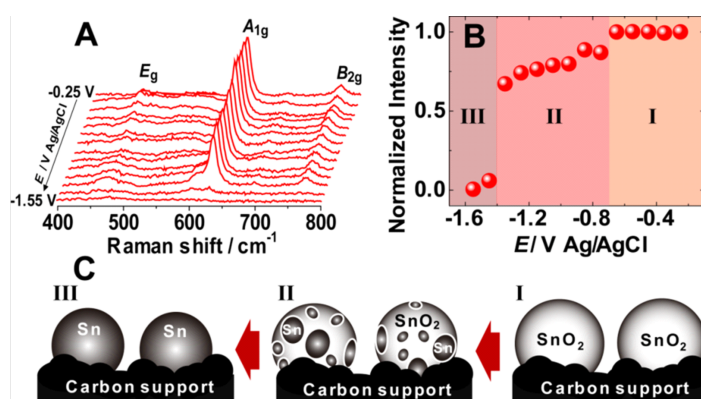 A
A1g
Eg
B2g
-0.25 V
E / V Ag/AgCl
-1.55 V
400 500 600 700 800
Raman shift / cm-1
B
Normalized Intensity
1.0
0.5
0.0
III II I
-1.6 -1.2 -0.8 -0.4
E/ V Ag/AgCl
C
III II I
Sn Sn Sn SnO2 Sn SnO2 SnO2
Carbon support Carbon support Carbon support